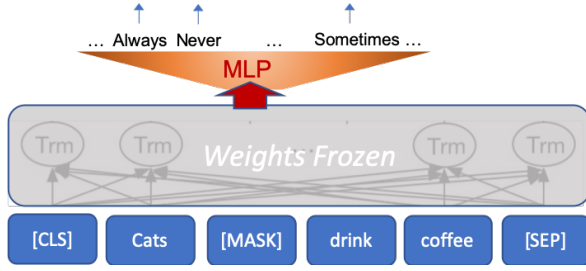 … Always Never … Sometimes …
MLP
Trm Trm … Trm Trm
Weights Frozen
[CLS] Cats [MASK] drink coffee [SEP]